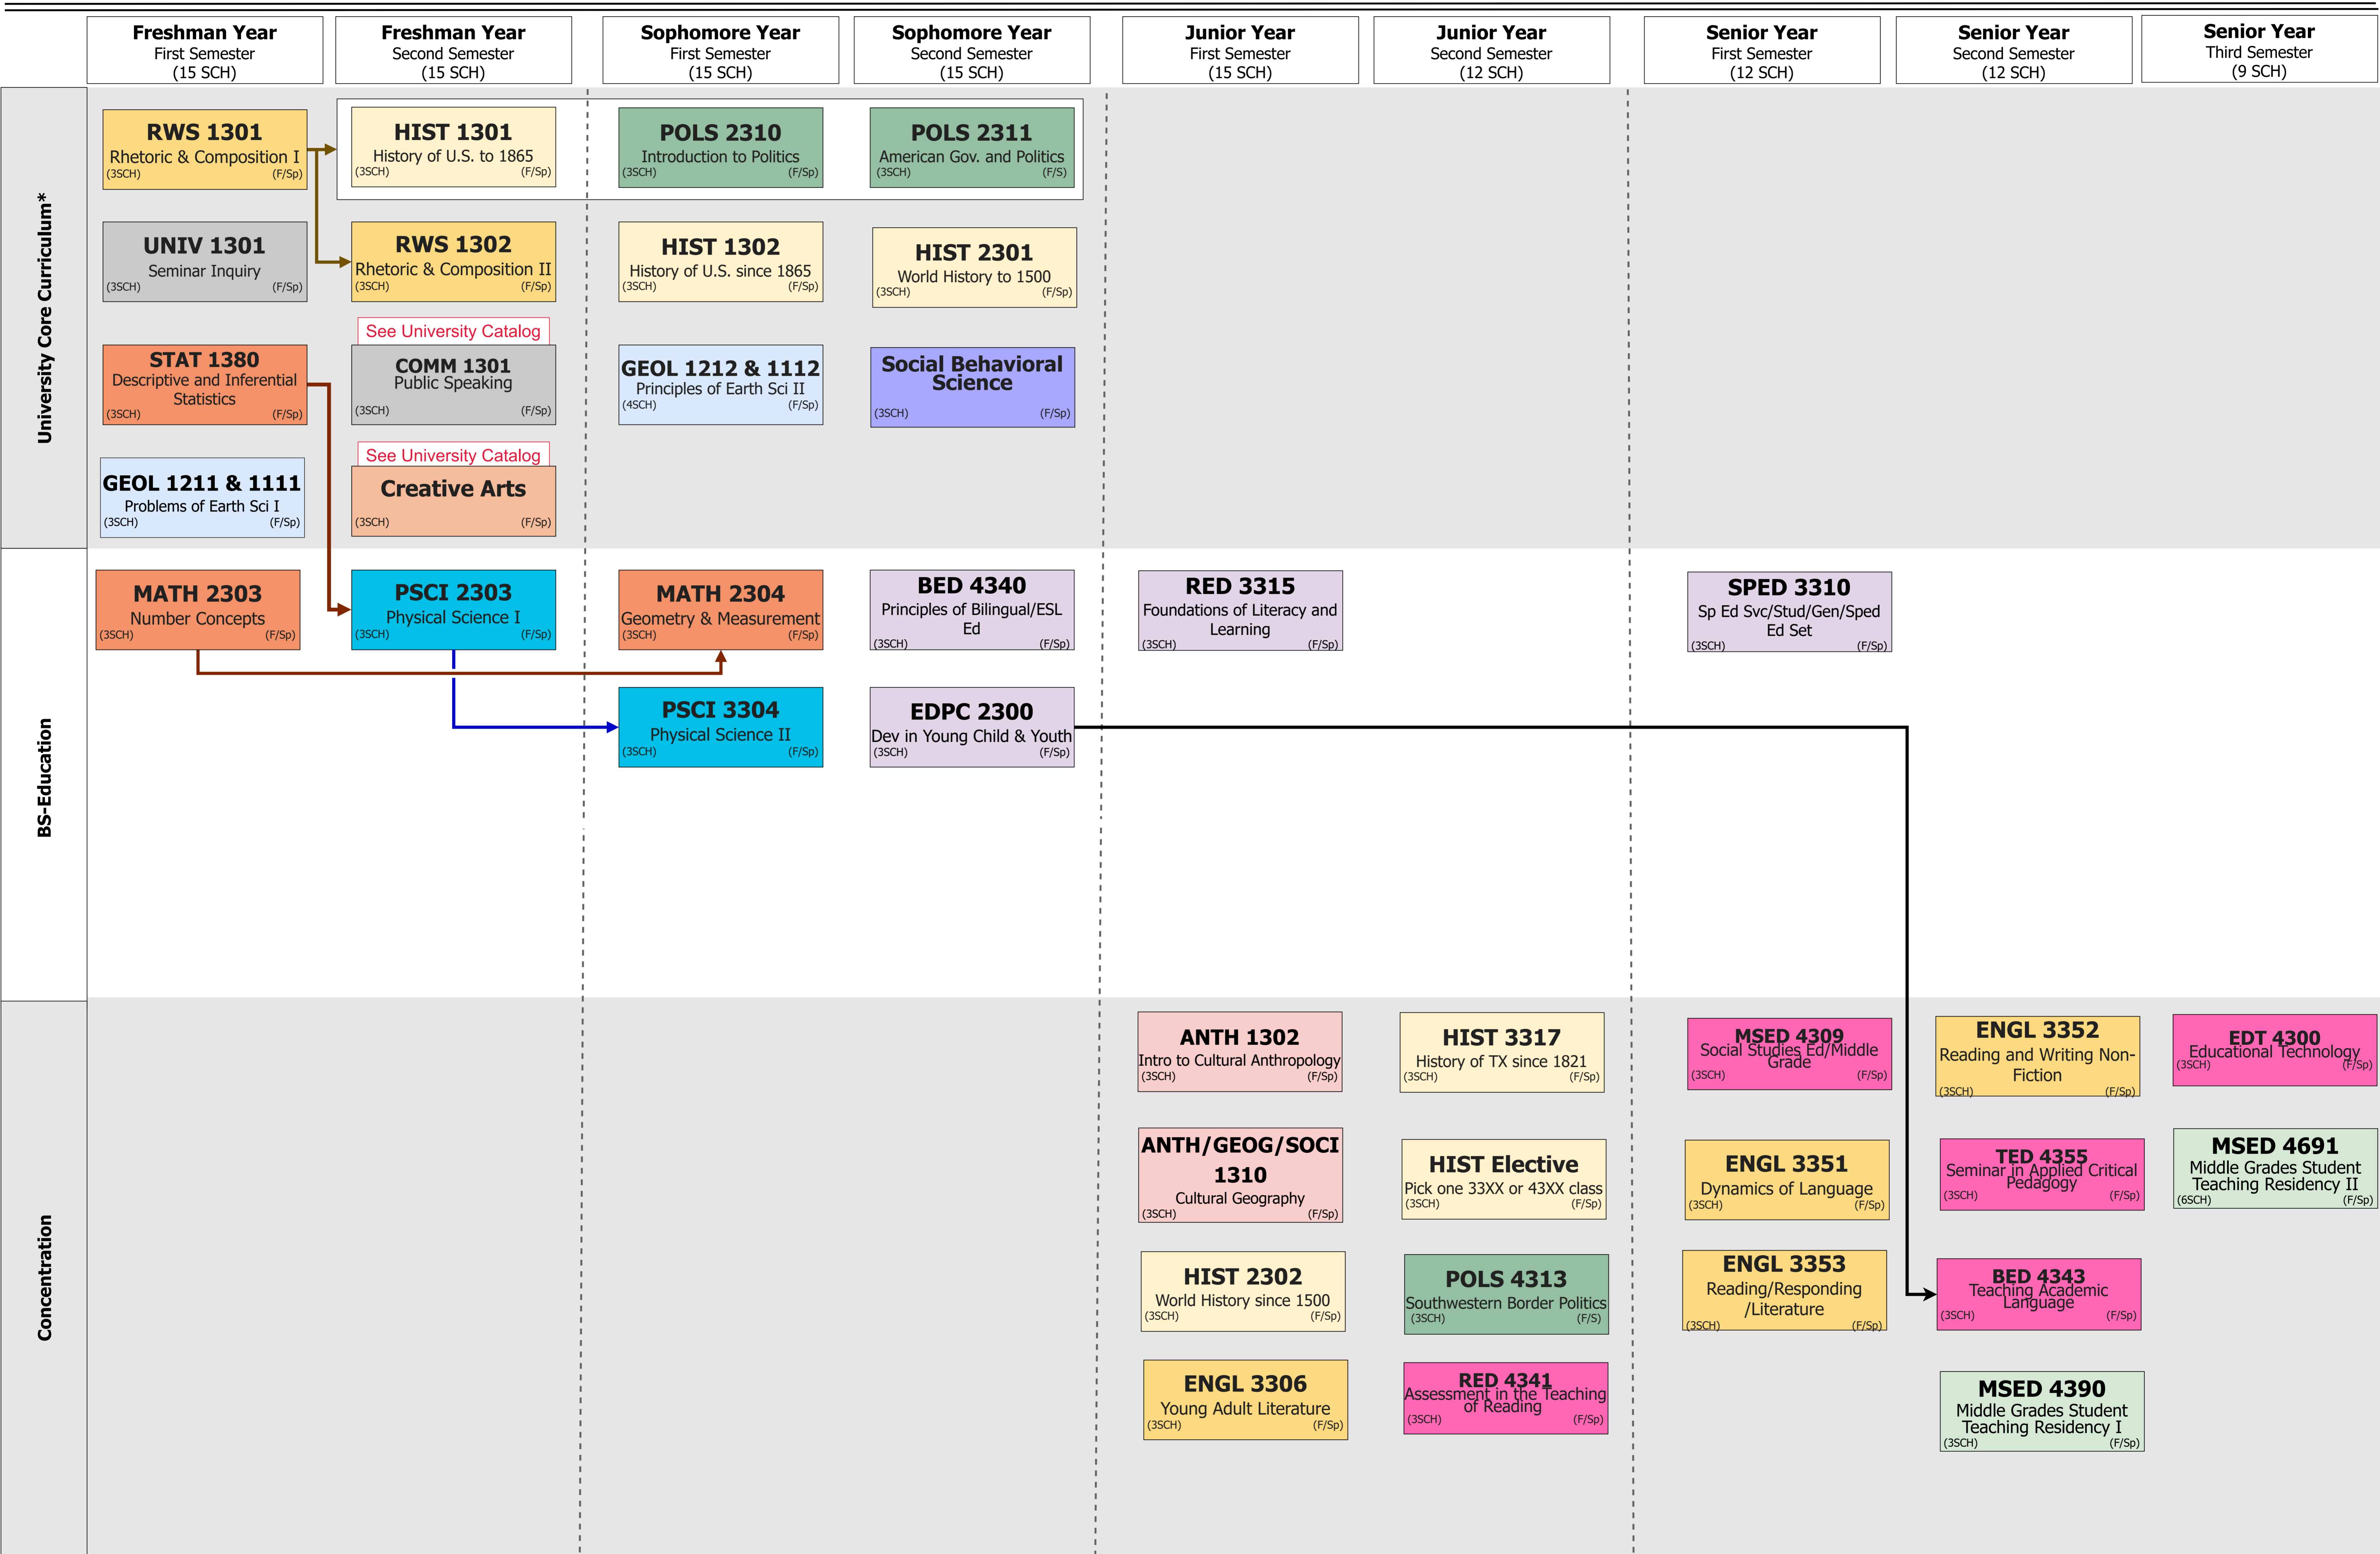 Freshman Year
First Semester
(15 SCH)
Freshman Year
Second Semester
(15 SCH)
Sophomore Year
First Semester
(15 SCH)
Sophomore Year
Second Semester
(15 SCH)
Junior Year
First Semester
(15 SCH)
Junior Year
Second Semester
(12 SCH)
Senior Year
First Semester
(12 SCH)
Senior Year
Second Semester
(12 SCH)
Senior Year
Third Semester
(9 SCH)
University Core Curriculum*
RWS 1301
Rhetoric & Composition I
(3SCH) (F/Sp)
HIST 1301
History of U.S. to 1865
(3SCH) (F/Sp)
POLS 2310
Introduction to Politics
(3SCH) (F/Sp)
POLS 2311
American Gov. and Politics
(3SCH) (F/S)
UNIV 1301
Seminar Inquiry
(3SCH) (F/Sp)
RWS 1302
Rhetoric & Composition II
(3SCH) (F/Sp)
HIST 1302
History of U.S. since 1865
(3SCH) (F/Sp)
HIST 2301
World History to 1500
(3SCH) (F/Sp)
STAT 1380
Descriptive and Inferential
Statistics
(3SCH) (F/Sp)
See University Catalog
COMM 1301
Public Speaking
(3SCH) (F/Sp)
GEOL 1212 & 1112
Principles of Earth Sci II
(4SCH) (F/Sp)
Social Behavioral
Science
(3SCH) (F/Sp)
GEOL 1211 & 1111
Problems of Earth Sci I
(3SCH) (F/Sp)
See University Catalog
Creative Arts
(3SCH) (F/Sp)
BS-Education
MATH 2303
Number Concepts
(3SCH) (F/Sp)
PSCI 2303
Physical Science I
(3SCH) (F/Sp)
MATH 2304
Geometry & Measurement
(3SCH) (F/Sp)
BED 4340
Principles of Bilingual/ESL
Ed
(3SCH) (F/Sp)
RED 3315
Foundations of Literacy and
Learning
(3SCH) (F/Sp)
SPED 3310
Sp Ed Svc/Stud/Gen/Sped
Ed Set
(3SCH) (F/Sp)
PSCI 3304
Physical Science II
(3SCH) (F/Sp)
EDPC 2300
Dev in Young Child & Youth
(3SCH) (F/Sp)
Concentration
ANTH 1302
Intro to Cultural Anthropology
(3SCH) (F/Sp)
HIST 3317
History of TX since 1821
(3SCH) (F/Sp)
MSED 4309
Social Studies Ed/Middle
Grade
(3SCH) (F/Sp)
ENGL 3352
Reading and Writing Non-
Fiction
(3SCH) (F/Sp)
EDT 4300
Educational Technology
(3SCH) (F/Sp)
ANTH/GEOG/SOCI
1310
Cultural Geography
(3SCH) (F/Sp)
HIST Elective
Pick one 33XX or 43XX class
(3SCH) (F/Sp)
ENGL 3351
Dynamics of Language
(3SCH) (F/Sp)
TED 4355
Seminar in Applied Critical
Pedagogy
(3SCH) (F/Sp)
MSED 4691
Middle Grades Student
Teaching Residency II
(6SCH) (F/Sp)
HIST 2302
World History since 1500
(3SCH) (F/Sp)
POLS 4313
Southwestern Border Politics
(3SCH) (F/S)
ENGL 3353
Reading/Responding
/Literature
(3SCH) (F/Sp)
BED 4343
Teaching Academic
Language
(3SCH) (F/Sp)
ENGL 3306
Young Adult Literature
(3SCH) (F/Sp)
RED 4341
Assessment in the Teaching
of Reading
(3SCH) (F/Sp)
MSED 4390
Middle Grades Student
Teaching Residency I
(3SCH) (F/Sp)